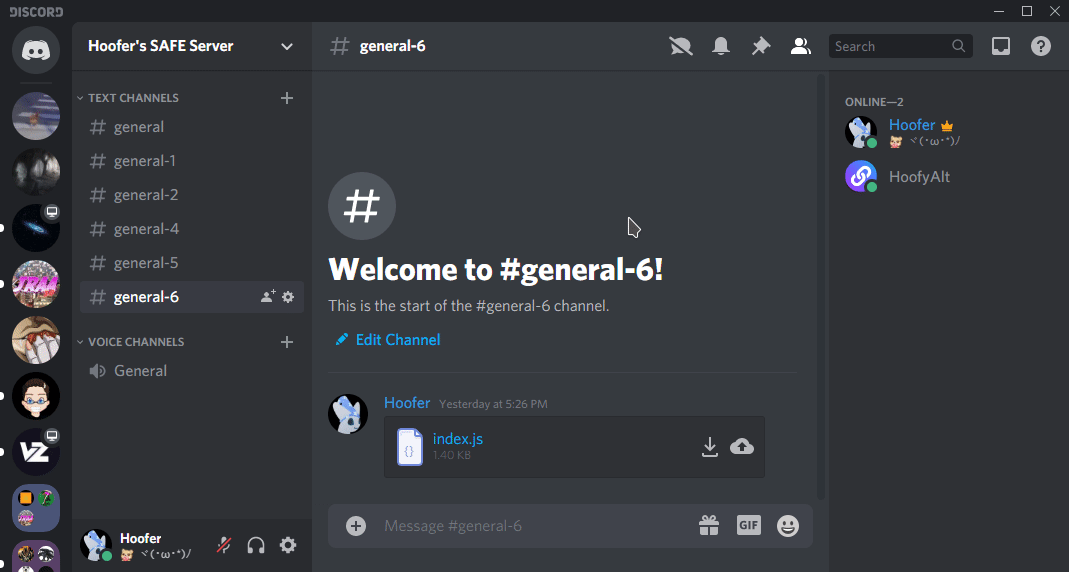 DISCORD
Hoofer's SAFE Server
general-6
Search
TEXT CHANNELS
general
general-1
general-2
general-4
general-5
general-6
VOICE CHANNELS
General
Welcome to #general-6!
This is the start of the #general-6 channel.
Edit Channel
Hoofer Yesterday at 5:26 PM
index.js
1.40 KB
Message #general-6
GIF
ONLINE—2
Hoofer
ヾ(･ω･*)/
HoofyAlt
Hoofer
ヾ(･ω･*)/
VZ